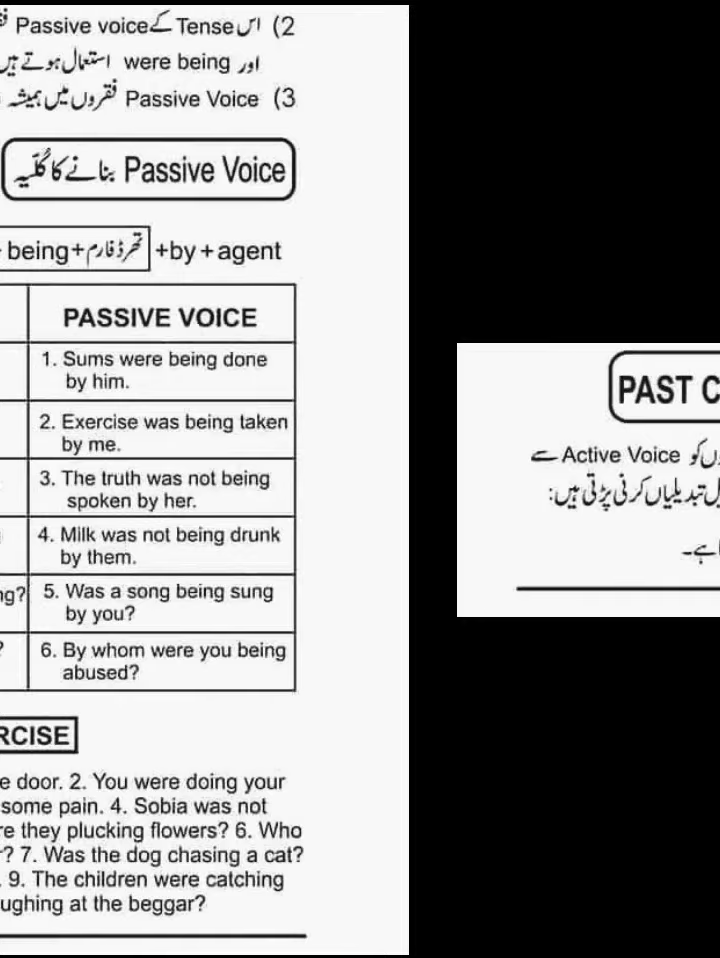 2) اس Tense کے Passive voice
اور were being استعمال ہوتے ہیں
3) Passive Voice فقروں میں ہمیشہ
Passive Voice بنانے کا کُلّیہ
being + تھرڈ فارم + by + agent
PASSIVE VOICE
1. Sums were being done
by him.
2. Exercise was being taken
by me.
3. The truth was not being
spoken by her.
4. Milk was not being drunk
by them.
ng? 5. Was a song being sung
by you?
? 6. By whom were you being
abused?
RCISE
e door. 2. You were doing your
some pain. 4. Sobia was not
re they plucking flowers? 6. Who
? 7. Was the dog chasing a cat?
. 9. The children were catching
ughing at the beggar?
PAST C
وں کو Active Voice سے
تبدیلیاں کرنی پڑتی ہیں:
ہے۔